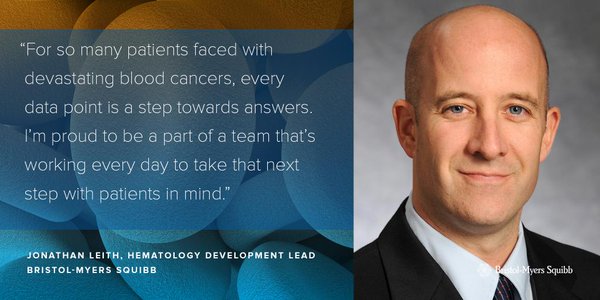 “For so many patients faced with
devastating blood cancers, every
data point is a step towards answers.
I’m proud to be a part of a team that’s
working every day to take that next
step with patients in mind.”
JONATHAN LEITH, HEMATOLOGY DEVELOPMENT LEAD
BRISTOL-MYERS SQUIBB
Bristol-Myers Squibb